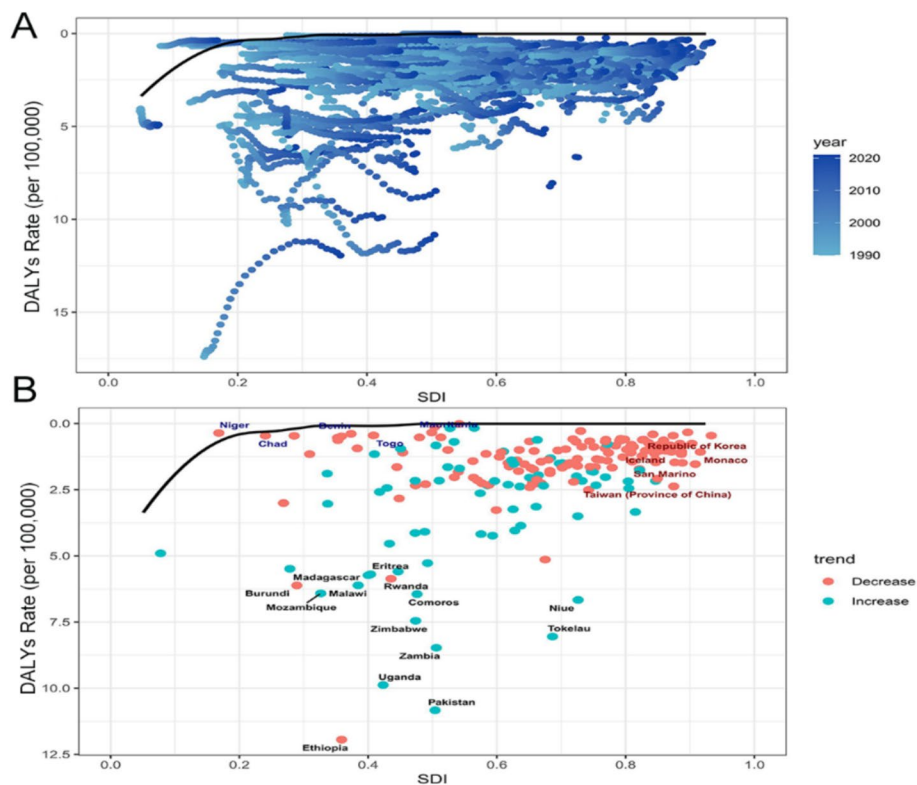 A
DALYs Rate (per 100,000)
0
5
10
15
0.0 0.2 0.4 0.6 0.8 1.0
SDI
year
2020
2010
2000
1990
B
DALYs Rate (per 100,000)
0.0
2.5
5.0
7.5
10.0
12.5
Niger
Benin
Mauritania
Chad
Togo
Republic of Korea
Iceland
Monaco
San Marino
Taiwan (Province of China)
Eritrea
Madagascar
Burundi
Malawi
Rwanda
Mozambique
Comoros
Niue
Zimbabwe
Tokelau
Zambia
Uganda
Pakistan
Ethiopia
0.0 0.2 0.4 0.6 0.8 1.0
SDI
trend
Decrease
Increase